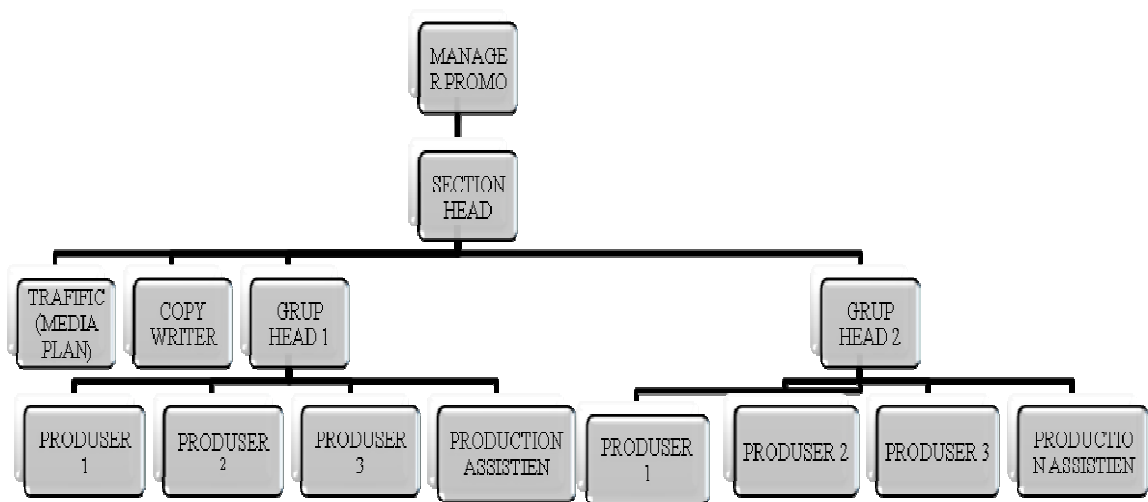 MANAGE
R PROMO
SECTION
HEAD
TRAFIFIC
(MEDIA
PLAN)
COPY
WRITER
GRUP
HEAD 1
GRUP
HEAD 2
PRODUSER
1
PRODUSER
2
PRODUSER
3
PRODUCTION
ASSISTIEN
PRODUSER
1
PRODUSER 2
PRODUSER 3
PRODUCTIO
N ASSISTIEN